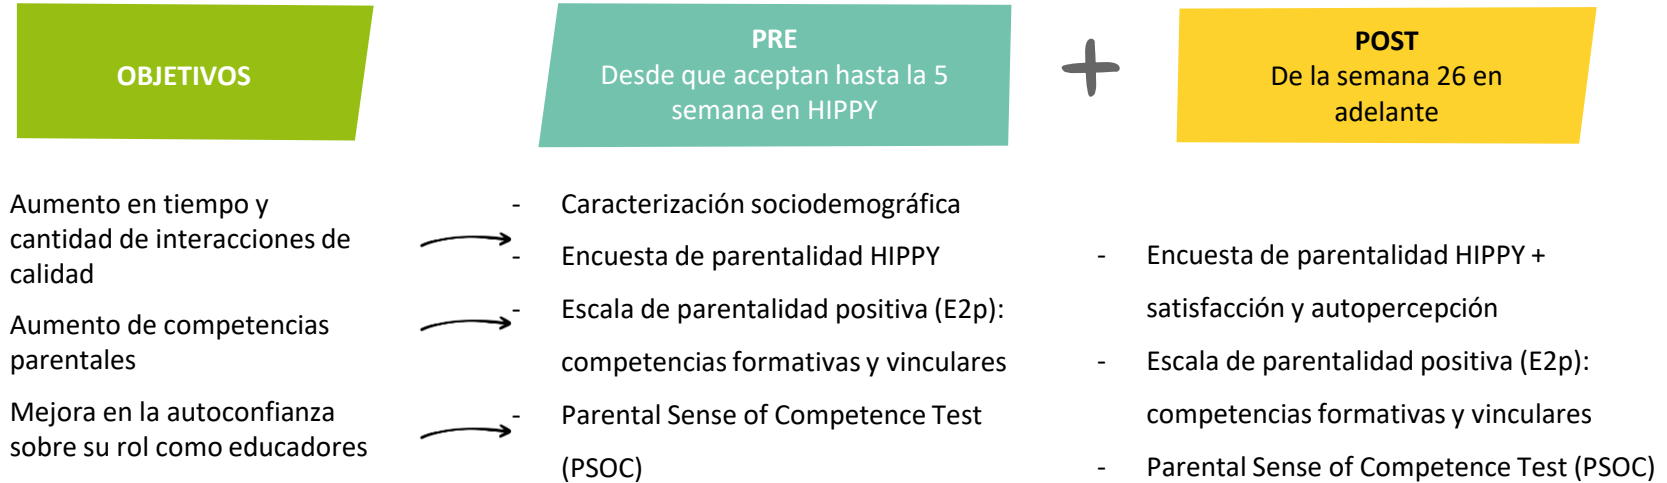 OBJETIVOS
PRE
Desde que aceptan hasta la 5
semana en HIPPY
POST
De la semana 26 en
adelante
Aumento en tiempo y
cantidad de interacciones de
calidad
Aumento de competencias
parentales
Mejora en la autoconfianza
sobre su rol como educadores
- Caracterización sociodemográfica
- Encuesta de parentalidad HIPPY
- Escala de parentalidad positiva (E2p):
competencias formativas y vinculares
- Parental Sense of Competence Test
(PSOC)
- Encuesta de parentalidad HIPPY +
satisfacción y autopercepción
- Escala de parentalidad positiva (E2p):
competencias formativas y vinculares
- Parental Sense of Competence Test (PSOC)